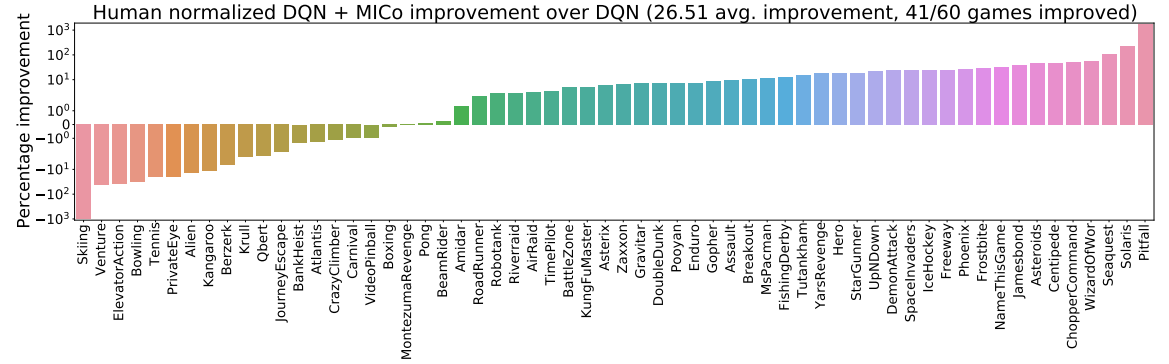 Human normalized DQN + MICo improvement over DQN (26.51 avg. improvement, 41/60 games improved)
Percentage improvement
10³
10²
10¹
10⁰
0
−10⁰
−10¹
−10²
−10³
Skiing
Venture
ElevatorAction
Bowling
Tennis
PrivateEye
Alien
Kangaroo
Berzerk
Krull
Qbert
JourneyEscape
BankHeist
Atlantis
CrazyClimber
Carnival
VideoPinball
Boxing
MontezumaRevenge
Pong
BeamRider
Amidar
RoadRunner
Robotank
Riverraid
AirRaid
TimePilot
BattleZone
KungFuMaster
Asterix
Zaxxon
Gravitar
DoubleDunk
Pooyan
Enduro
Gopher
Assault
Breakout
MsPacman
FishingDerby
Tutankham
YarsRevenge
Hero
StarGunner
UpNDown
DemonAttack
SpaceInvaders
IceHockey
Freeway
Phoenix
Frostbite
NameThisGame
Jamesbond
Asteroids
Centipede
ChopperCommand
WizardOfWor
Seaquest
Solaris
Pitfall